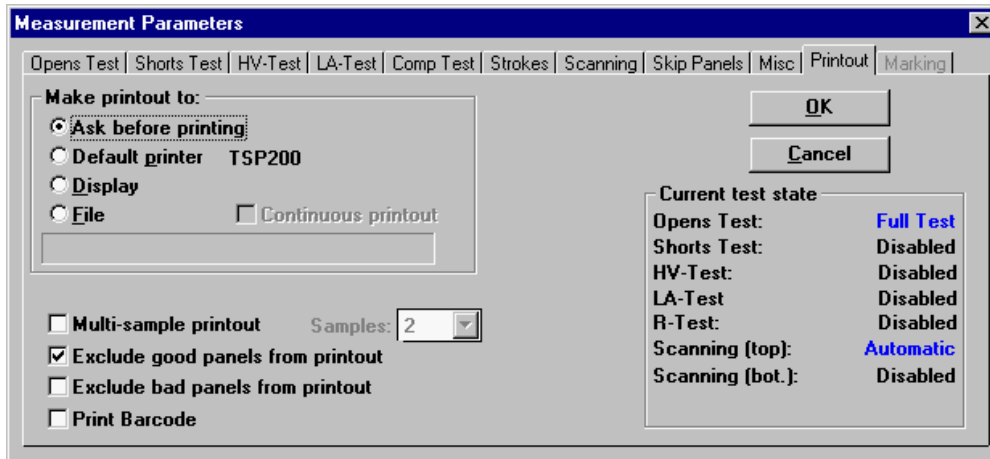 Measurement Parameters
Opens Test Shorts Test HV-Test LA-Test Comp Test Strokes Scanning Skip Panels Misc Printout Marking
Make printout to:
Ask before printing
Default printer TSP200
Display
File Continuous printout
Multi-sample printout Samples: 2
Exclude good panels from printout
Exclude bad panels from printout
Print Barcode
OK
Cancel
Current test state
Opens Test: Full Test
Shorts Test: Disabled
HV-Test: Disabled
LA-Test Disabled
R-Test: Disabled
Scanning (top): Automatic
Scanning (bot.): Disabled